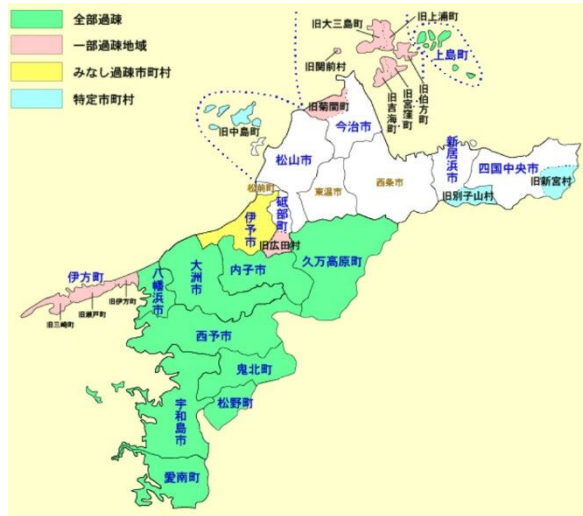 全部過疎
一部過疎地域
みなし過疎市町村
特定市町村
旧大三島町
旧上浦町
上島町
旧関前村
旧伯方町
旧宮窪町
旧吉海町
旧菊間町
今治市
旧中島町
松山市
新居浜市
四国中央市
旧新宮村
旧別子山村
西条市
東温市
松前町
砥部町
伊予市
旧広田村
久万高原町
内子市
大洲市
八幡浜市
伊方町
旧伊方町
旧瀬戸町
旧三崎町
西予市
鬼北町
松野町
宇和島市
愛南町